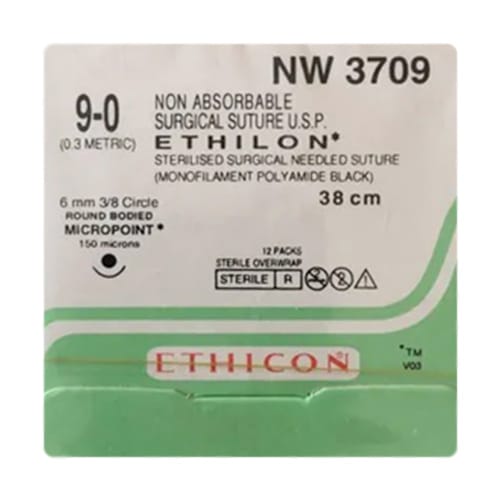 NW 3709
9-0
(0.3 METRIC)
NON ABSORBABLE
SURGICAL SUTURE U.S.P.
ETHILON*
STERILISED SURGICAL NEEDLED SUTURE
(MONOFILAMENT POLYAMIDE BLACK)
38 cm
6 mm 3/8 Circle
ROUND BODIED
MICROPOINT*
150 microns
12 PACKS
STERILE OVERWRAP
STERILE R
2
ETHICON®
*TM
V03